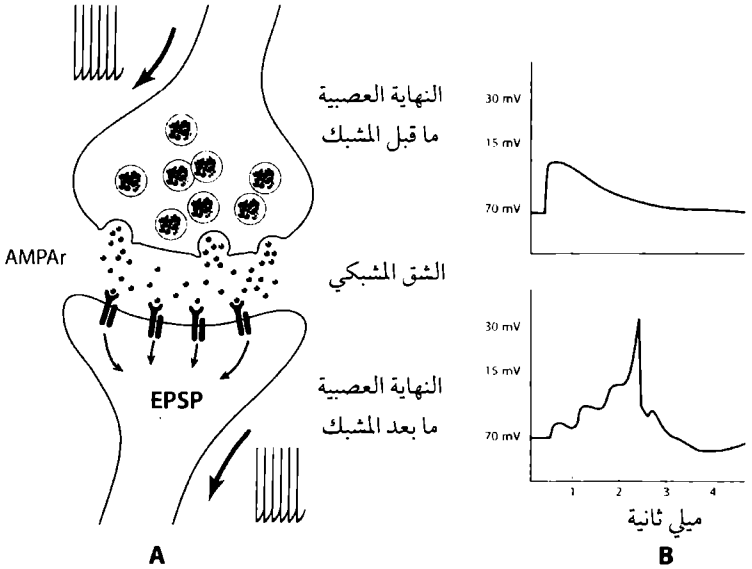 النهاية العصبية
ما قبل المشبك
AMPAr
الشق المشبكي
EPSP
النهاية العصبية
ما بعد المشبك
A
30 mV
15 mV
70 mV
30 mV
15 mV
70 mV
1 2 3 4
ميلي ثانية
B